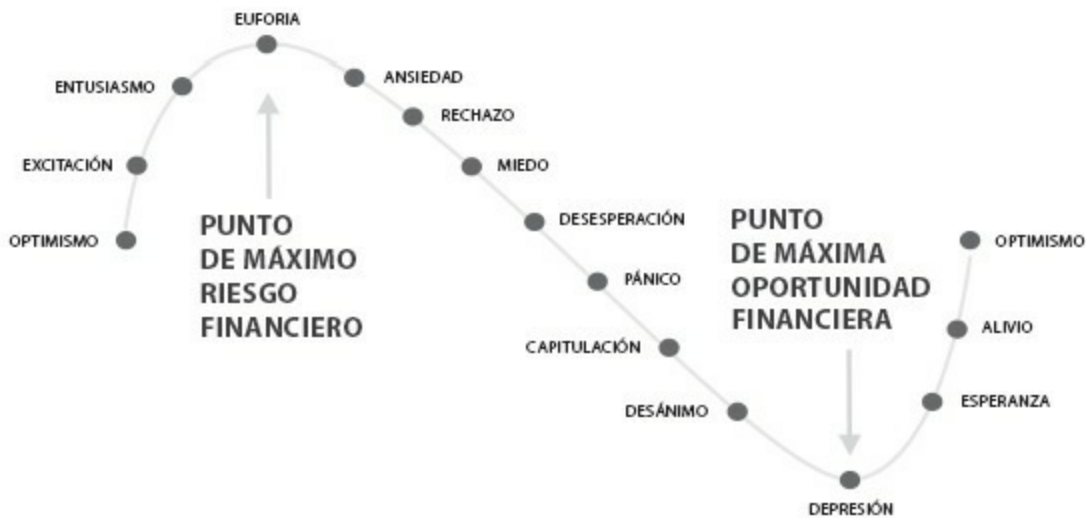 EUFORIA
ENTUSIASMO
ANSIEDAD
RECHAZO
EXCITACIÓN
MIEDO
OPTIMISMO
PUNTO
DE MÁXIMO
RIESGO
FINANCIERO
DESESPERACIÓN
PÁNICO
CAPITULACIÓN
DESÁNIMO
PUNTO
DE MÁXIMA
OPORTUNIDAD
FINANCIERA
DEPRESIÓN
OPTIMISMO
ALIVIO
ESPERANZA